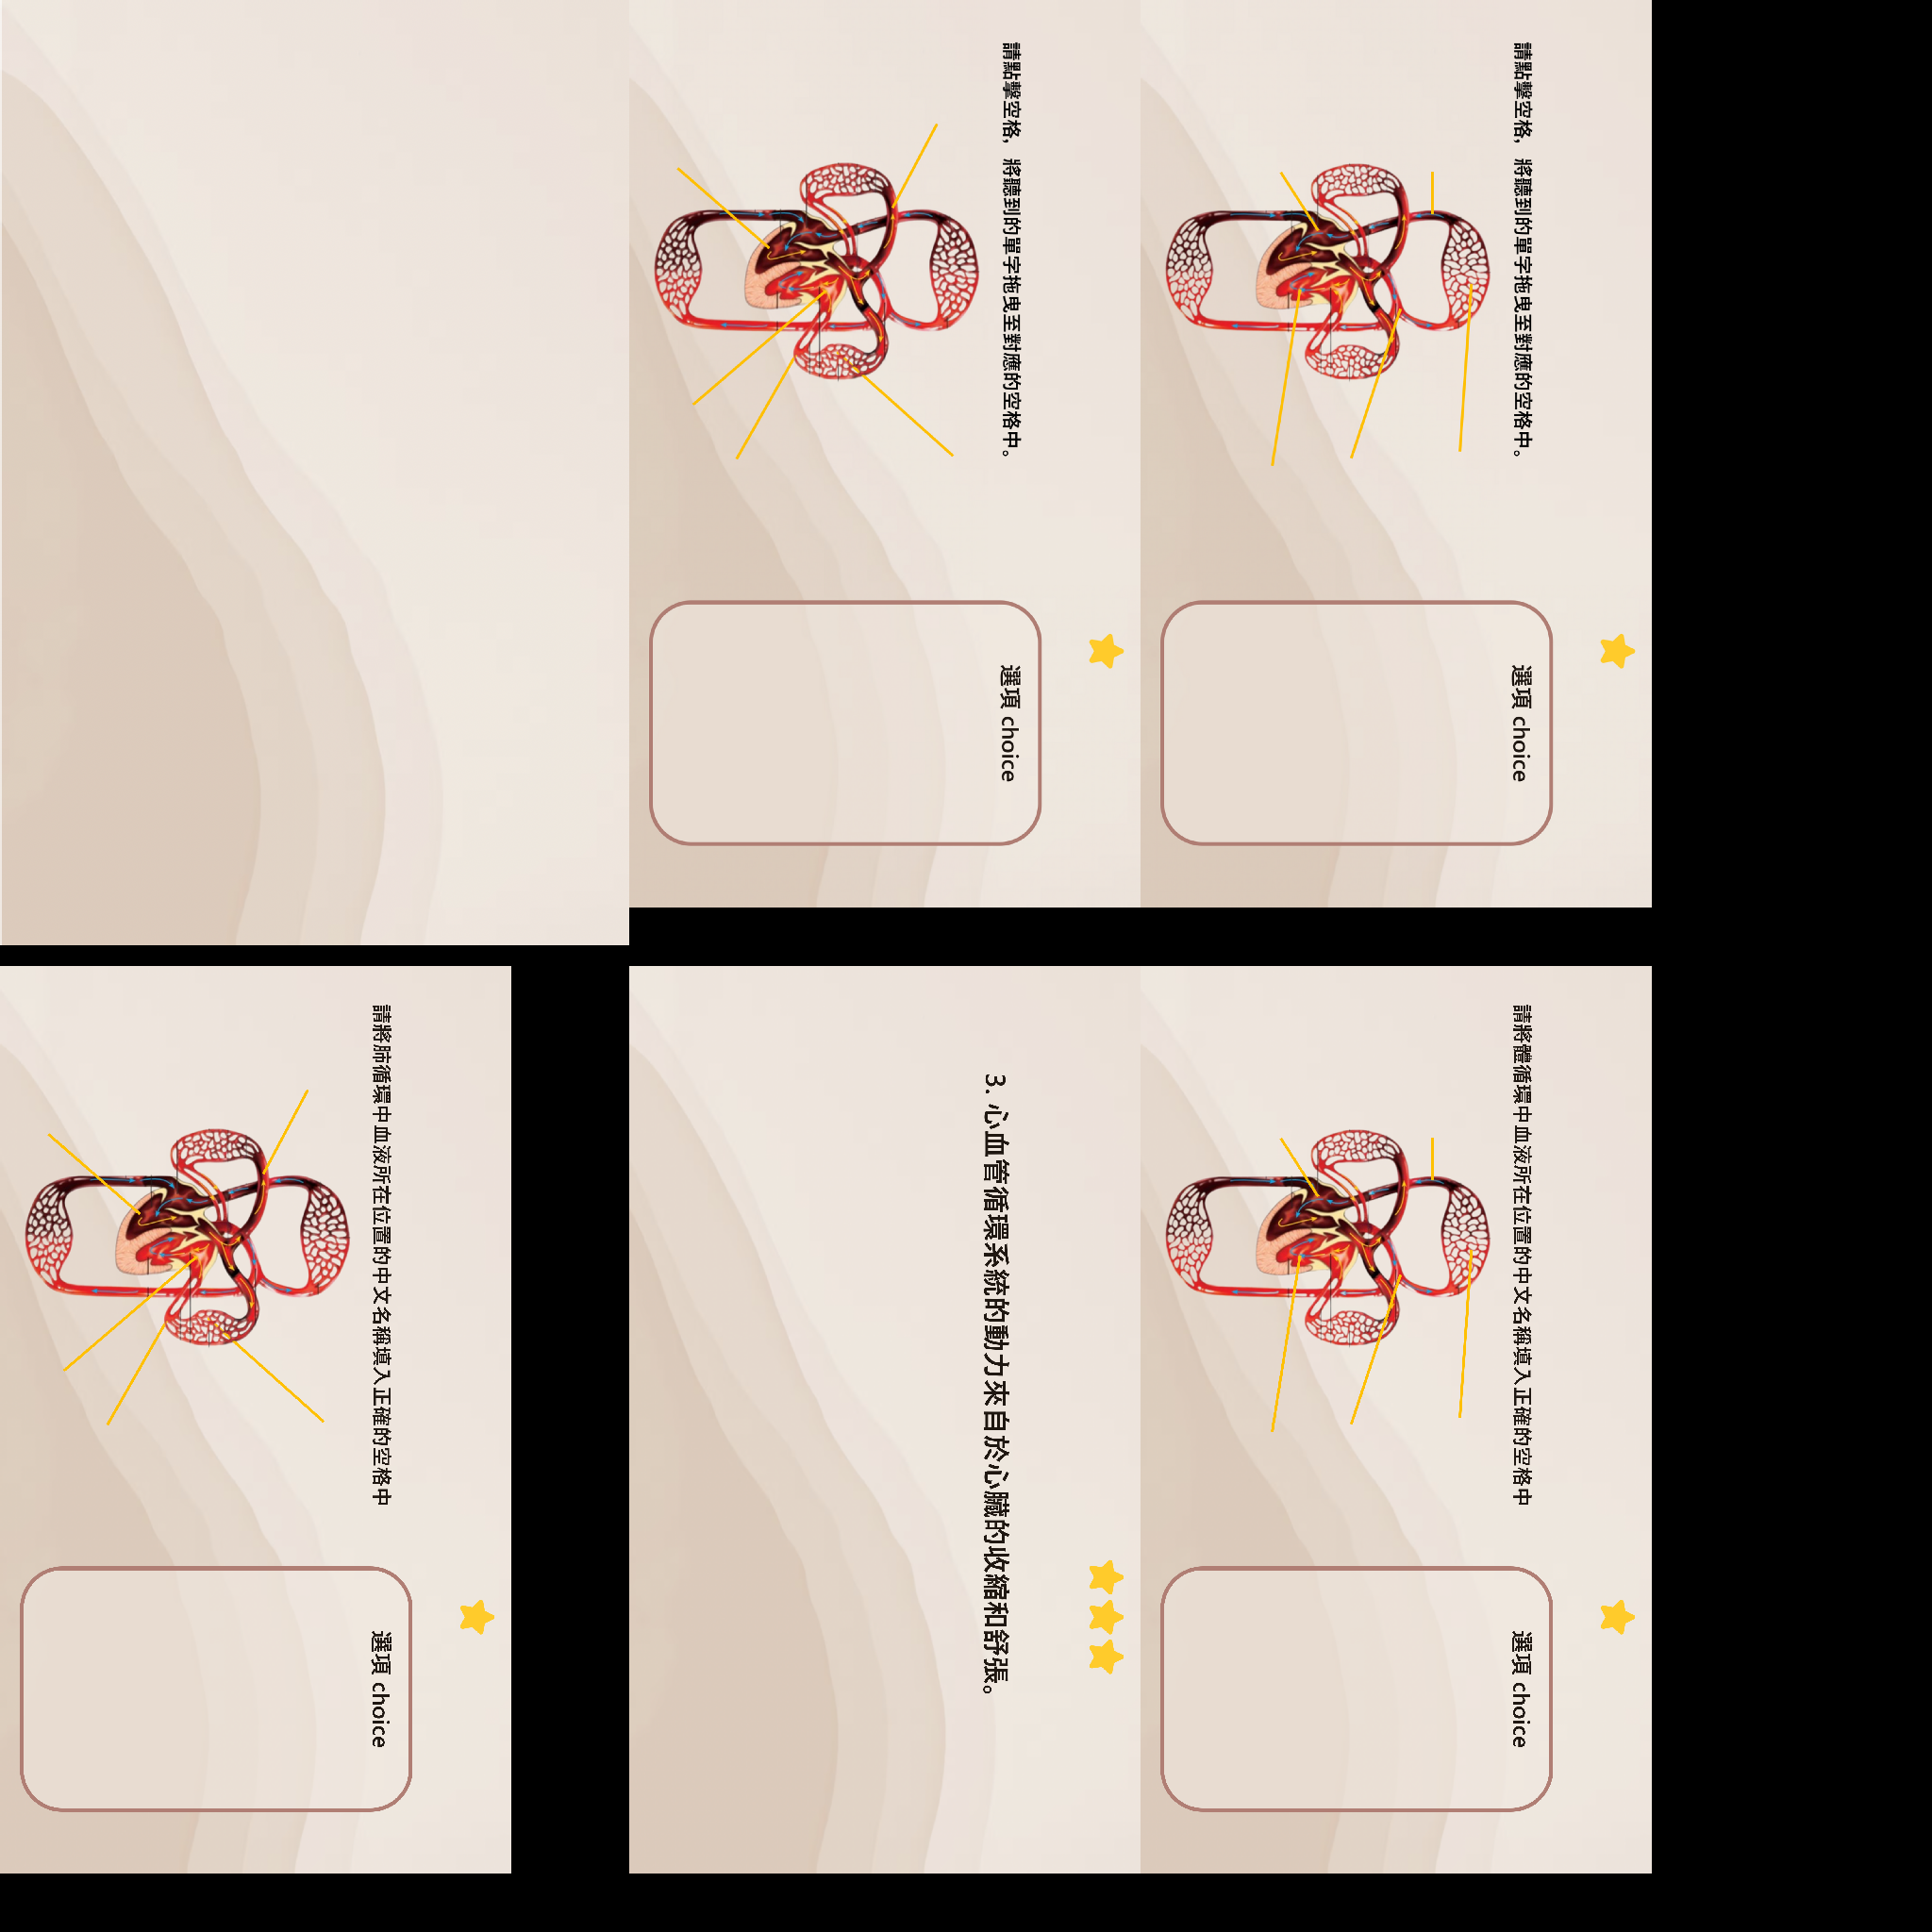 請點擊空格，將聽到的單字拖曳至對應的空格中。
選項 choice
請點擊空格，將聽到的單字拖曳至對應的空格中。
選項 choice
請將肺循環中血液所在位置的中文名稱填入正確的空格中
選項 choice
3. 心血管循環系統的動力來自於心臟的收縮和舒張。
請將體循環中血液所在位置的中文名稱填入正確的空格中
選項 choice